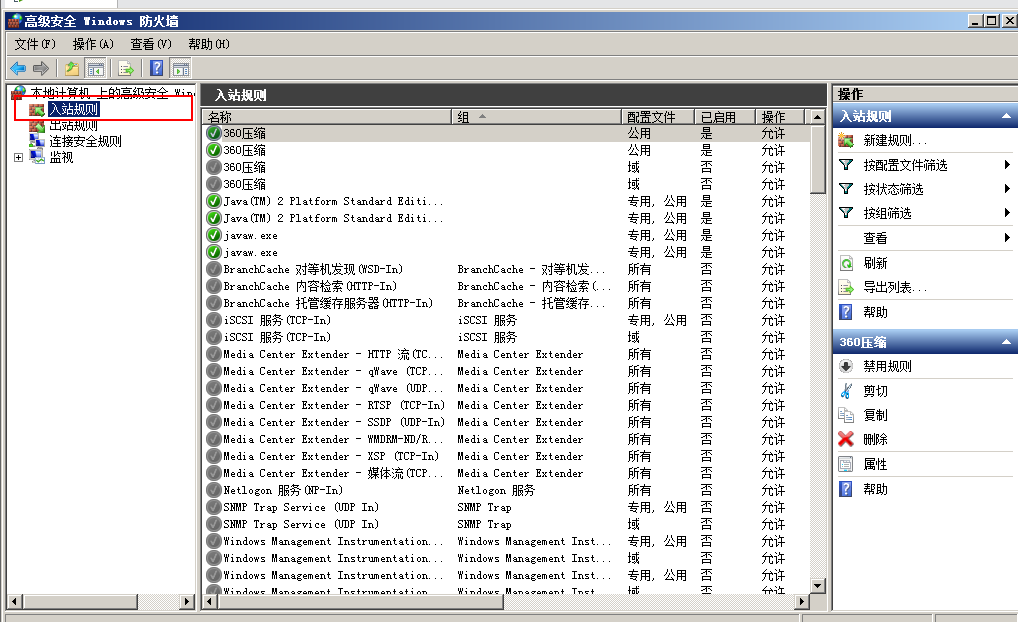 高级安全 Windows 防火墙
文件(F) 操作(A) 查看(V) 帮助(H)
本地计算机 上的高级安全 Win
入站规则
出站规则
连接安全规则
监视
入站规则
名称 组 配置文件 已启用 操作
360压缩 公用 是 允许
360压缩 公用 是 允许
360压缩 域 否 允许
360压缩 域 否 允许
Java(TM) 2 Platform Standard Editi... 专用, 公用 是 允许
Java(TM) 2 Platform Standard Editi... 专用, 公用 是 允许
javaw.exe 专用, 公用 是 允许
javaw.exe 专用, 公用 是 允许
BranchCache 对等机发现(WSD-In) BranchCache - 对等机发... 所有 否 允许
BranchCache 内容检索(HTTP-In) BranchCache - 内容检索(... 所有 否 允许
BranchCache 托管缓存服务器(HTTP-In) BranchCache - 托管缓存... 所有 否 允许
iSCSI 服务(TCP-In) iSCSI 服务 专用, 公用 否 允许
iSCSI 服务(TCP-In) iSCSI 服务 域 否 允许
Media Center Extender - HTTP 流(TC... Media Center Extender 所有 否 允许
Media Center Extender - qWave (TCP... Media Center Extender 所有 否 允许
Media Center Extender - qWave (UDP... Media Center Extender 所有 否 允许
Media Center Extender - RTSP (TCP-In) Media Center Extender 所有 否 允许
Media Center Extender - SSDP (UDP-In) Media Center Extender 所有 否 允许
Media Center Extender - WMDRM-ND/R... Media Center Extender 所有 否 允许
Media Center Extender - XSP (TCP-In) Media Center Extender 所有 否 允许
Media Center Extender - 媒体流(TCP... Media Center Extender 所有 否 允许
Netlogon 服务(NP-In) Netlogon 服务 所有 否 允许
SNMP Trap Service (UDP In) SNMP Trap 专用, 公用 否 允许
SNMP Trap Service (UDP In) SNMP Trap 域 否 允许
Windows Management Instrumentation... Windows Management Inst... 专用, 公用 否 允许
Windows Management Instrumentation... Windows Management Inst... 域 否 允许
Windows Management Instrumentation... Windows Management Inst... 专用, 公用 否 允许
Windows Management Instrumentation... Windows Management Inst... 域 否 允许
操作
入站规则
新建规则...
按配置文件筛选
按状态筛选
按组筛选
查看
刷新
导出列表...
帮助
360压缩
禁用规则
剪切
复制
删除
属性
帮助